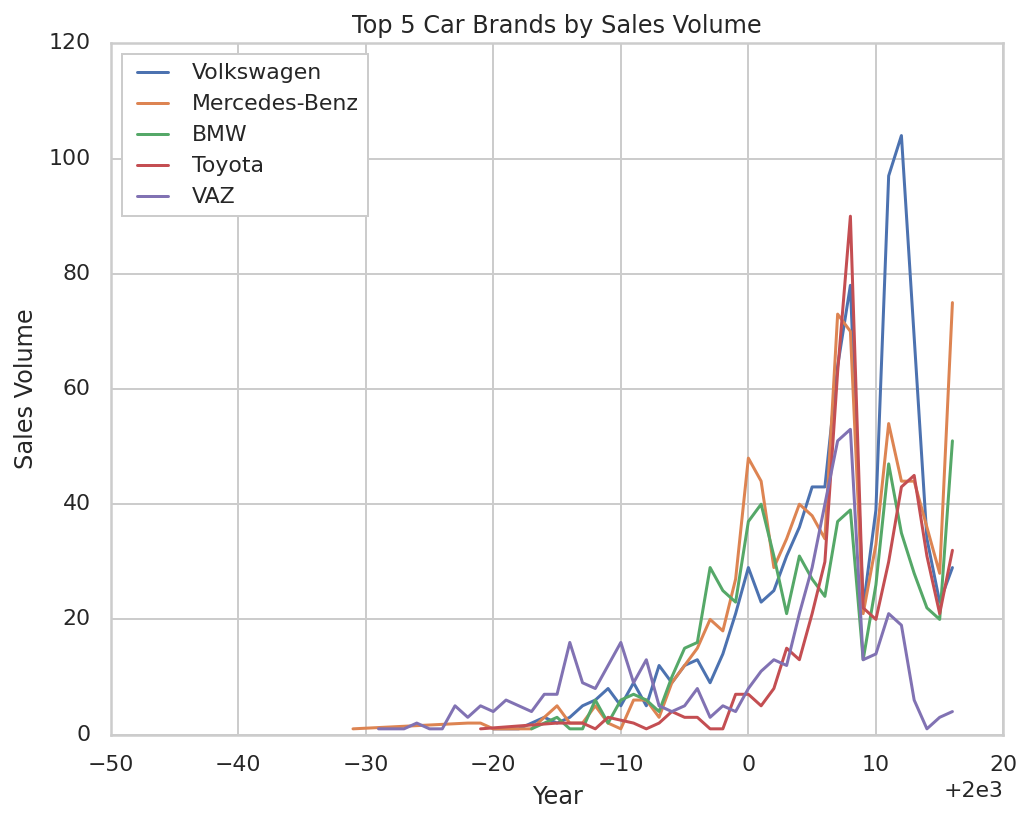 Top 5 Car Brands by Sales Volume
120
100
80
60
40
20
0
Sales Volume
Volkswagen
Mercedes-Benz
BMW
Toyota
VAZ
−50 −40 −30 −20 −10 0 10 20
+2e3
Year